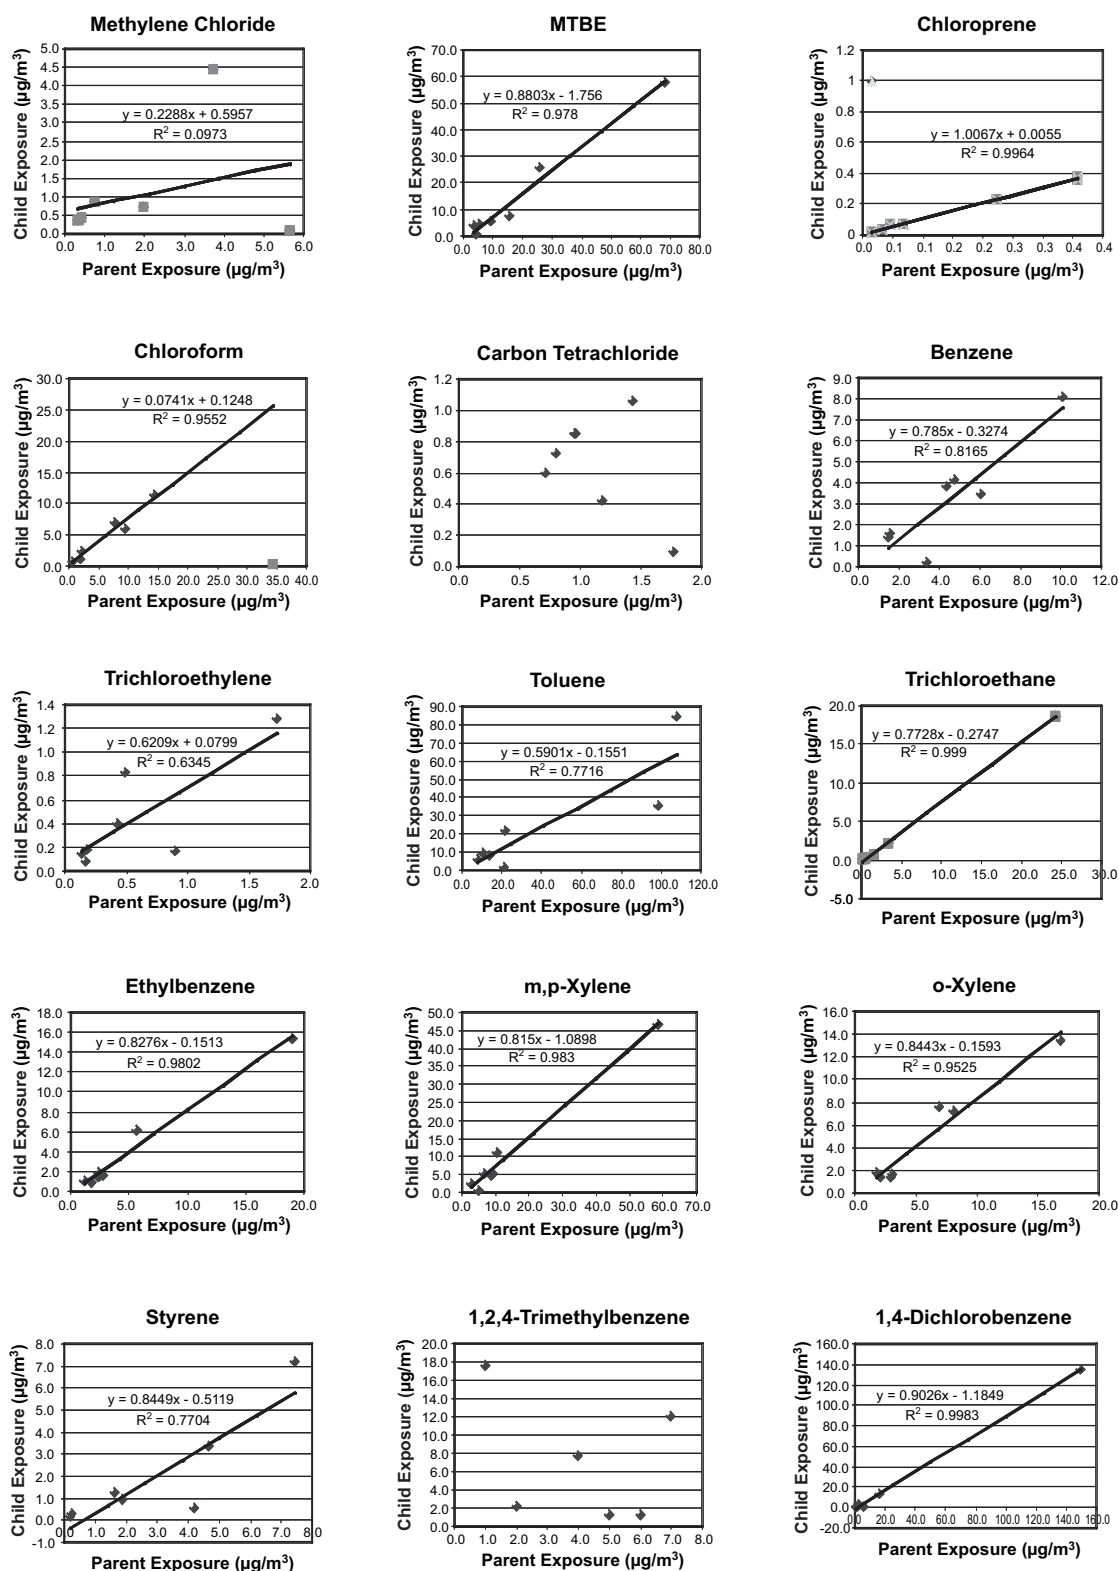 Methylene Chloride
Child Exposure (µg/m³)
5.0
4.5
4.0
3.5
3.0
2.5
2.0
1.5
1.0
0.5
0.0
y = 0.2288x + 0.5957
R² = 0.0973
0.0 1.0 2.0 3.0 4.0 5.0 6.0
Parent Exposure (µg/m³)
MTBE
Child Exposure (µg/m³)
70.0
60.0
50.0
40.0
30.0
20.0
10.0
0.0
y = 0.8803x - 1.756
R² = 0.978
0.0 10.0 20.0 30.0 40.0 50.0 60.0 70.0 80.0
Parent Exposure (µg/m³)
Chloroprene
Child Exposure (µg/m³)
1.2
1
0.8
0.6
0.4
0.2
0
y = 1.0067x + 0.0055
R² = 0.9964
0.0 0.1 0.1 0.2 0.2 0.3 0.3 0.4 0.4
Parent Exposure (µg/m³)
Chloroform
Child Exposure (µg/m³)
30.0
25.0
20.0
15.0
10.0
5.0
0.0
y = 0.0741x + 0.1248
R² = 0.9552
0.0 5.0 10.0 15.0 20.0 25.0 30.0 35.0 40.0
Parent Exposure (µg/m³)
Carbon Tetrachloride
Child Exposure (µg/m³)
1.2
1.0
0.8
0.6
0.4
0.2
0.0
0.0 0.5 1.0 1.5 2.0
Parent Exposure (µg/m³)
Benzene
Child Exposure (µg/m³)
9.0
8.0
7.0
6.0
5.0
4.0
3.0
2.0
1.0
0.0
y = 0.785x - 0.3274
R² = 0.8165
0.0 2.0 4.0 6.0 8.0 10.0 12.0
Parent Exposure (µg/m³)
Trichloroethylene
Child Exposure (µg/m³)
1.4
1.2
1.0
0.8
0.6
0.4
0.2
0.0
y = 0.6209x + 0.0799
R² = 0.6345
0.0 0.5 1.0 1.5 2.0
Parent Exposure (µg/m³)
Toluene
Child Exposure (µg/m³)
90.0
80.0
70.0
60.0
50.0
40.0
30.0
20.0
10.0
0.0
y = 0.5901x - 0.1551
R² = 0.7716
0.0 20.0 40.0 60.0 80.0 100.0 120.0
Parent Exposure (µg/m³)
Trichloroethane
Child Exposure (µg/m³)
20.0
15.0
10.0
5.0
0.0
-5.0
y = 0.7728x - 0.2747
R² = 0.999
0.0 5.0 10.0 15.0 20.0 25.0 30.0
Parent Exposure (µg/m³)
Ethylbenzene
Child Exposure (µg/m³)
18.0
16.0
14.0
12.0
10.0
8.0
6.0
4.0
2.0
0.0
y = 0.8276x - 0.1513
R² = 0.9802
0.0 5.0 10.0 15.0 20.0
Parent Exposure (µg/m³)
m,p-Xylene
Child Exposure (µg/m³)
50.0
45.0
40.0
35.0
30.0
25.0
20.0
15.0
10.0
5.0
0.0
y = 0.815x - 1.0898
R² = 0.983
0.0 10.0 20.0 30.0 40.0 50.0 60.0 70.0
Parent Exposure (µg/m³)
o-Xylene
Child Exposure (µg/m³)
16.0
14.0
12.0
10.0
8.0
6.0
4.0
2.0
0.0
y = 0.8443x - 0.1593
R² = 0.9525
0.0 5.0 10.0 15.0 20.0
Parent Exposure (µg/m³)
Styrene
Child Exposure (µg/m³)
8.0
7.0
6.0
5.0
4.0
3.0
2.0
1.0
0.0
-1.0
y = 0.8449x - 0.5119
R² = 0.7704
0.0 1.0 2.0 3.0 4.0 5.0 6.0 7.0 8.0
Parent Exposure (µg/m³)
1,2,4-Trimethylbenzene
Child Exposure (µg/m³)
20.0
18.0
16.0
14.0
12.0
10.0
8.0
6.0
4.0
2.0
0.0
0.0 1.0 2.0 3.0 4.0 5.0 6.0 7.0 8.0
Parent Exposure (µg/m³)
1,4-Dichlorobenzene
Child Exposure (µg/m³)
160.0
140.0
120.0
100.0
80.0
60.0
40.0
20.0
0.0
-20.0
y = 0.9026x - 1.1849
R² = 0.9983
0.0 20.0 40.0 60.0 80.0 100.0 120.0 140.0 160.0
Parent Exposure (µg/m³)